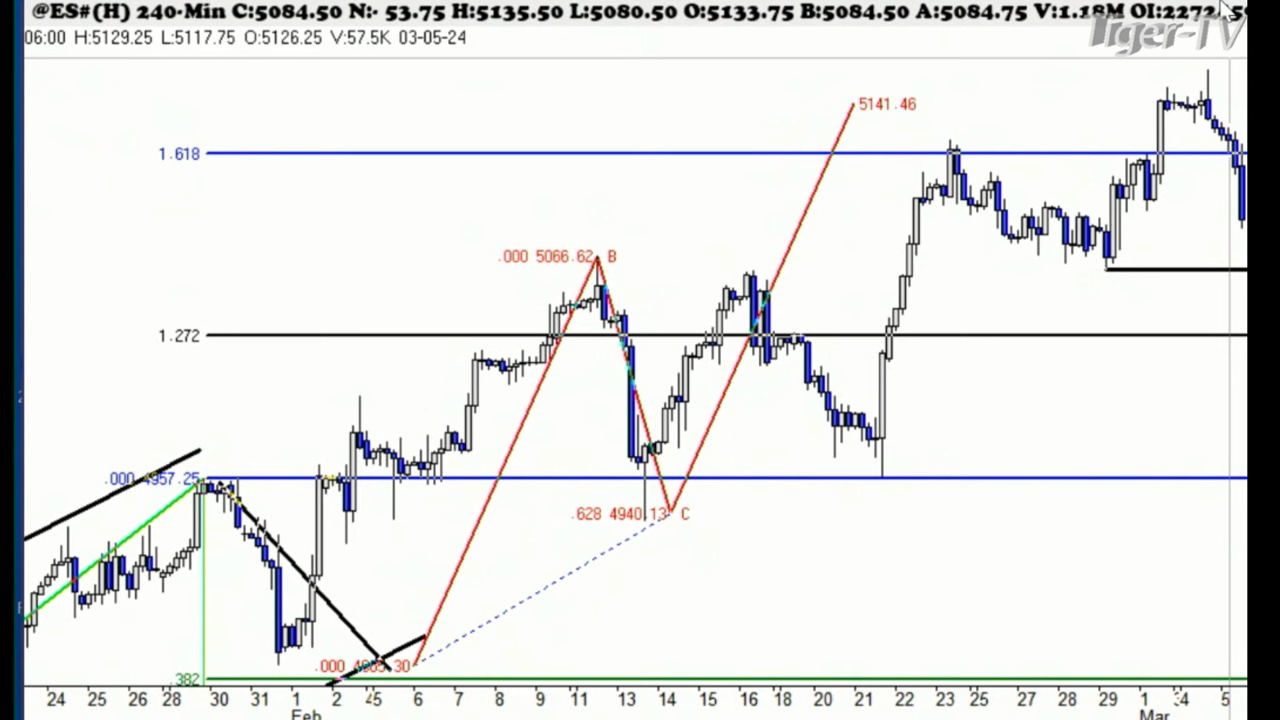 @ES#(H) 240-Min C:5084.50 N:- 53.75 H:5135.50 L:5080.50 O:5133.75 B:5084.50 A:5084.75 V:1.18M
06:00 H:5129.25 L:5117.75 O:5126.25 V:57.5K 03-05-24
Tiger-TV
5141.46
1.618
.000 5066.62 B
1.272
.000 4957.25
.628 4940.13 C
.382
24 25 26 28 30 31 1 2 5 6 7 8 9 11 13 14 15 16 18 20 21 22 23 25 27 28 29 1 4 5
Feb Mar